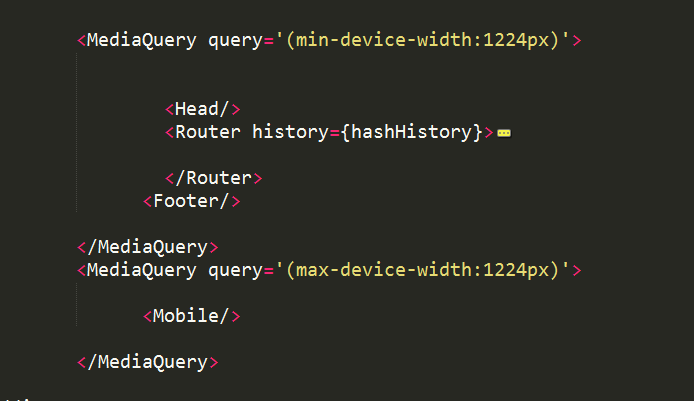 <MediaQuery query='(min-device-width:1224px)'>
<Head/>
<Router history={hashHistory}>
</Router>
<Footer/>
</MediaQuery>
<MediaQuery query='(max-device-width:1224px)'>
<Mobile/>
</MediaQuery>